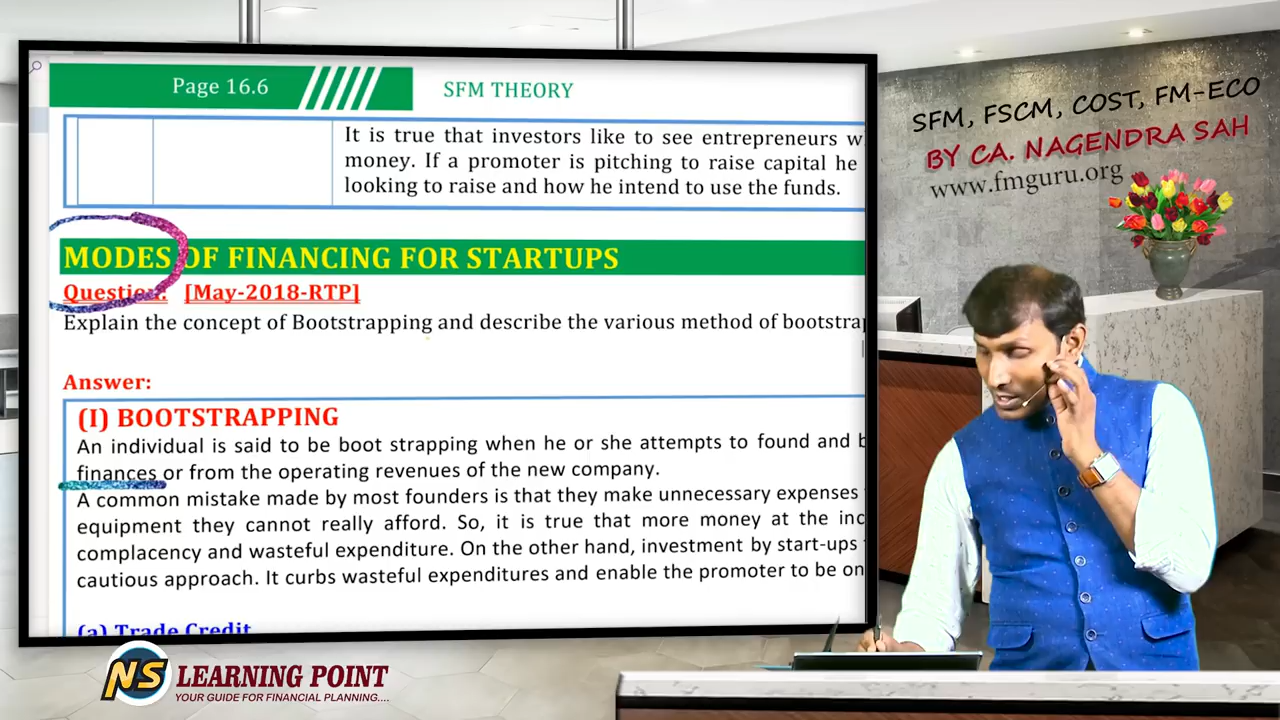 Page 16.6
SFM THEORY
It is true that investors like to see entrepreneurs
money. If a promoter is pitching to raise capital he
looking to raise and how he intend to use the funds.
MODES OF FINANCING FOR STARTUPS
Question: [May-2018-RTP]
Explain the concept of Bootstrapping and describe the various method of
Answer:
(I) BOOTSTRAPPING
An individual is said to be boot strapping when he or she attempts to found and
finances or from the operating revenues of the new company.
A common mistake made by most founders is that they make unnecessary expenses
equipment they cannot really afford. So, it is true that more money at the
complacency and wasteful expenditure. On the other hand, investment by start-ups
cautious approach. It curbs wasteful expenditures and enable the promoter to be
(a) Trade Credit
SFM, FSCM, COST, FM-ECO
BY CA. NAGENDRA SAH
www.fmguru.org
NS LEARNING POINT
YOUR GUIDE FOR FINANCIAL PLANNING....